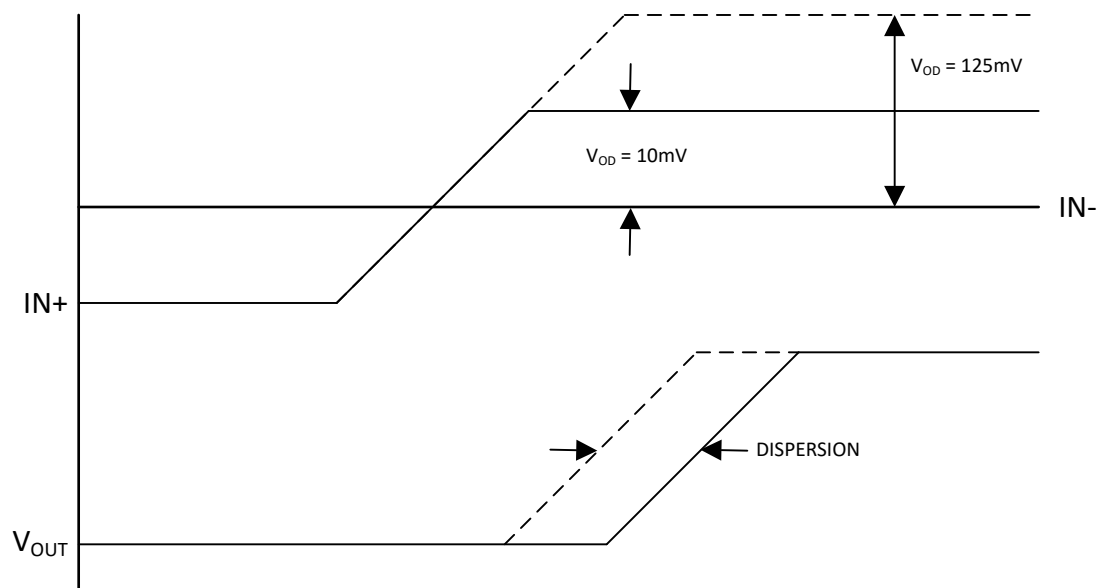 V_OD = 125mV
V_OD = 10mV
IN-
IN+
DISPERSION
V_OUT